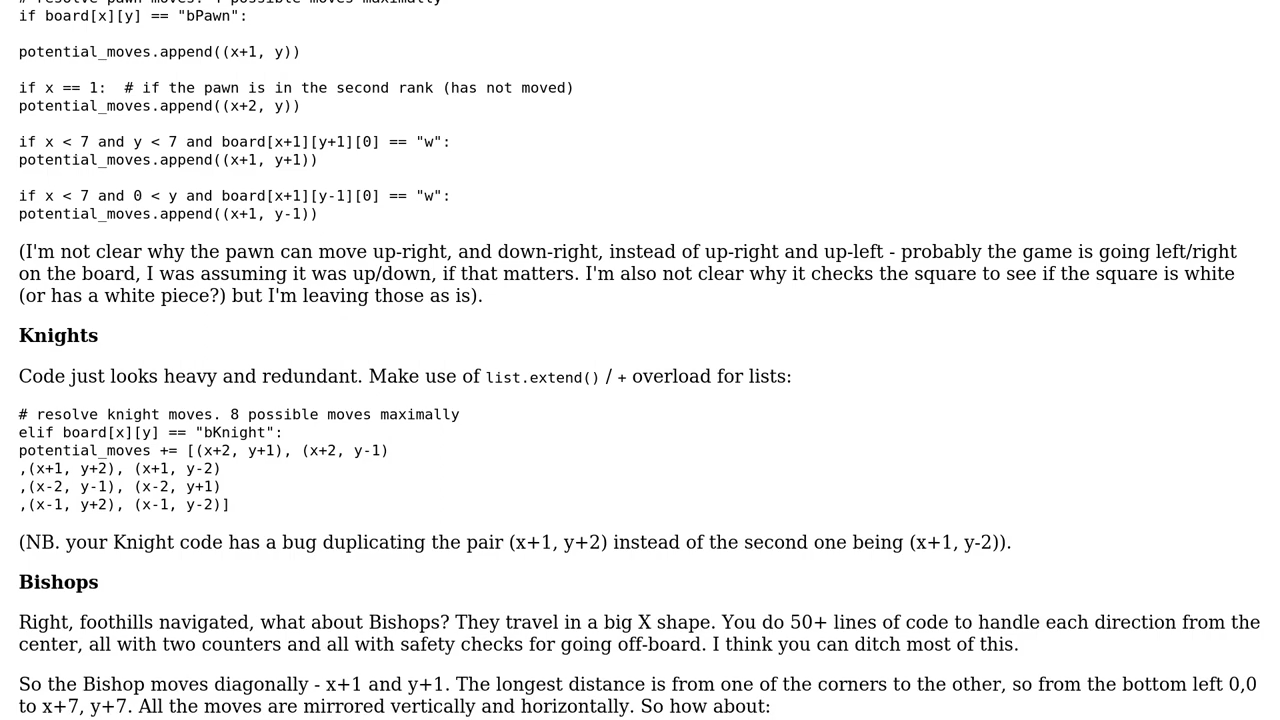 # resolve pawn moves. 4 possible moves maximally
if board[x][y] == "bPawn":
potential_moves.append((x+1, y))
if x == 1:  # if the pawn is in the second rank (has not moved)
potential_moves.append((x+2, y))
if x < 7 and y < 7 and board[x+1][y+1][0] == "w":
potential_moves.append((x+1, y+1))
if x < 7 and 0 < y and board[x+1][y-1][0] == "w":
potential_moves.append((x+1, y-1))
(I'm not clear why the pawn can move up-right, and down-right, instead of up-right and up-left - probably the game is going left/right
on the board, I was assuming it was up/down, if that matters. I'm also not clear why it checks the square to see if the square is white
(or has a white piece?) but I'm leaving those as is).
Knights
Code just looks heavy and redundant. Make use of list.extend() / + overload for lists:
# resolve knight moves. 8 possible moves maximally
elif board[x][y] == "bKnight":
potential_moves += [(x+2, y+1), (x+2, y-1)
,(x+1, y+2), (x+1, y-2)
,(x-2, y-1), (x-2, y+1)
,(x-1, y+2), (x-1, y-2)]
(NB. your Knight code has a bug duplicating the pair (x+1, y+2) instead of the second one being (x+1, y-2)).
Bishops
Right, foothills navigated, what about Bishops? They travel in a big X shape. You do 50+ lines of code to handle each direction from the
center, all with two counters and all with safety checks for going off-board. I think you can ditch most of this.
So the Bishop moves diagonally - x+1 and y+1. The longest distance is from one of the corners to the other, so from the bottom left 0,0
to x+7, y+7. All the moves are mirrored vertically and horizontally. So how about: